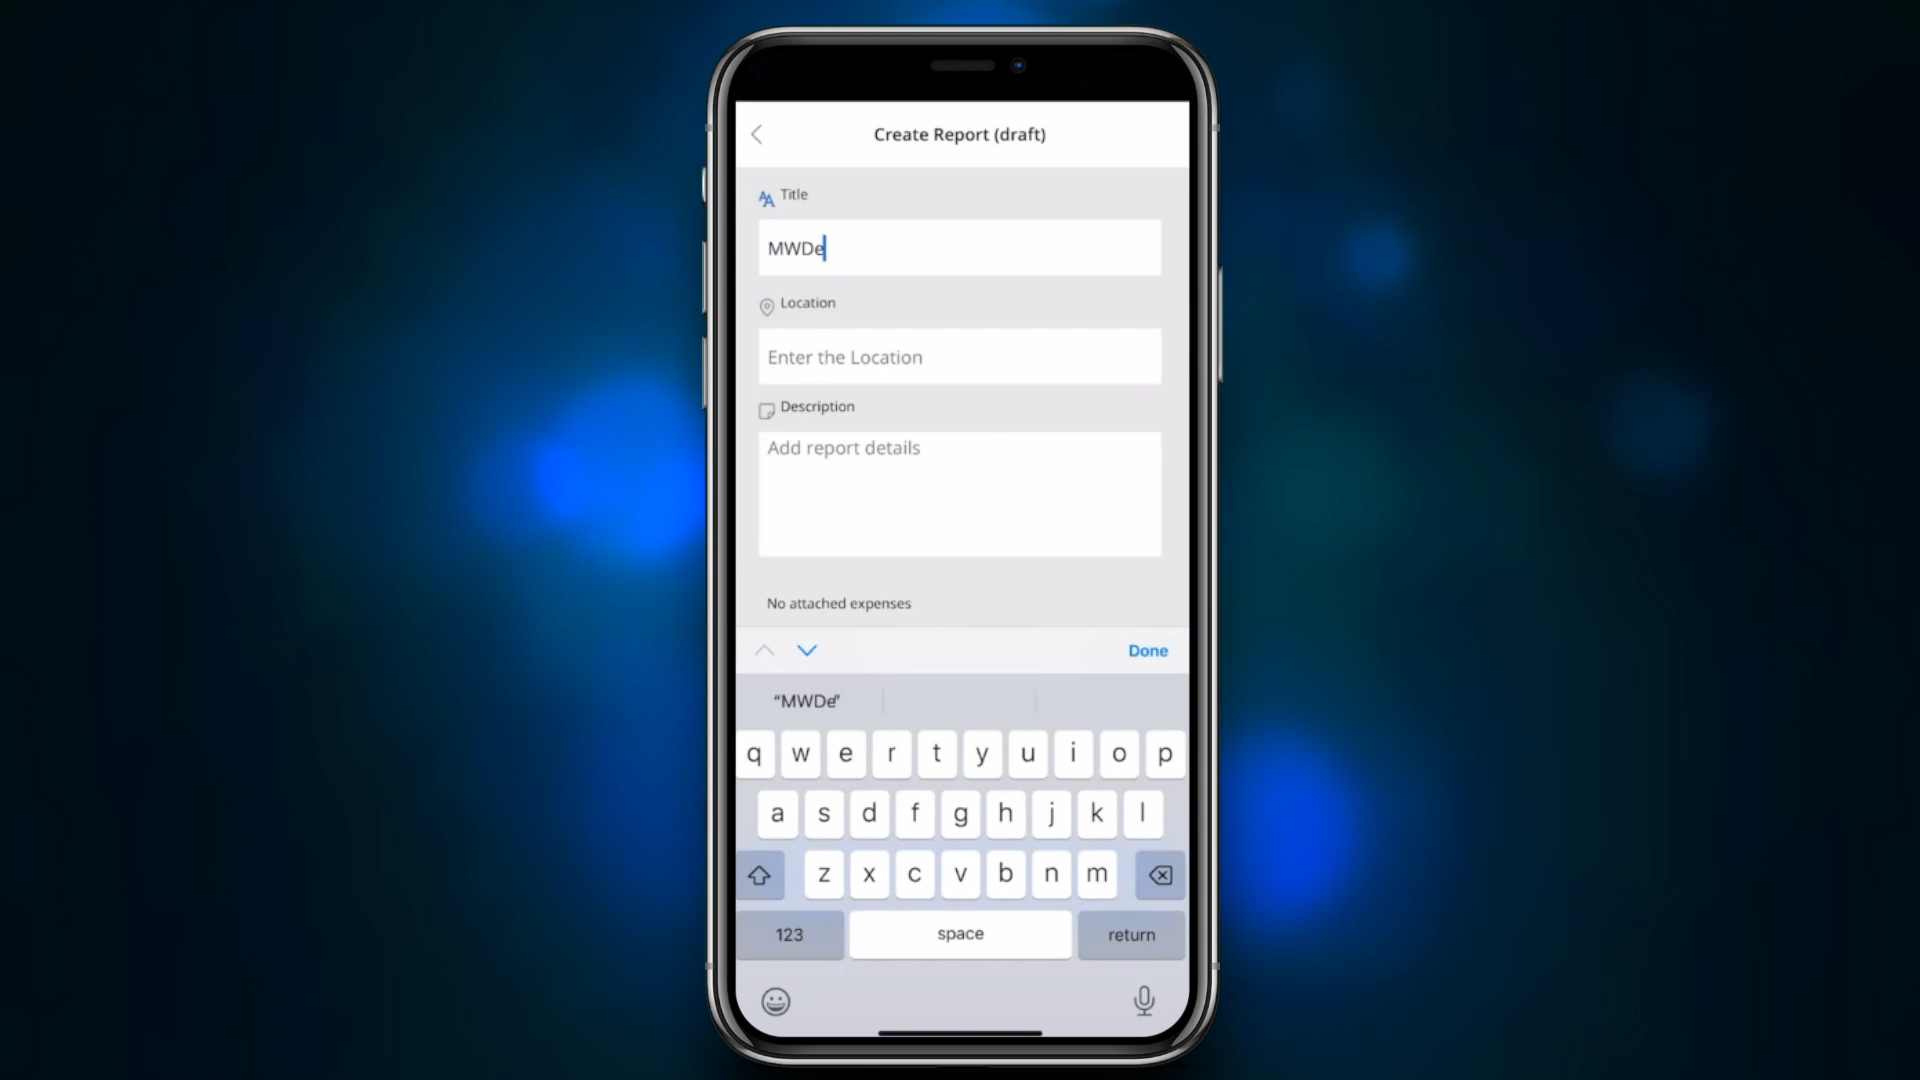 Create Report (draft)
Title
MWDe
Location
Enter the Location
Description
Add report details
No attached expenses
Done
“MWDe”
q w e r t y u i o p
a s d f g h j k l
z x c v b n m
123 space return